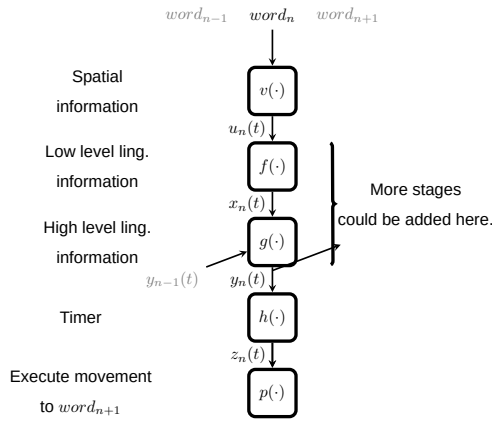 word_{n-1} word_n word_{n+1}
Spatial
information
v(·)
u_n(t)
Low level ling.
information
f(·)
x_n(t)
High level ling.
information
g(·)
More stages
could be added here.
y_{n-1}(t)
y_n(t)
Timer
h(·)
z_n(t)
Execute movement
to word_{n+1}
p(·)